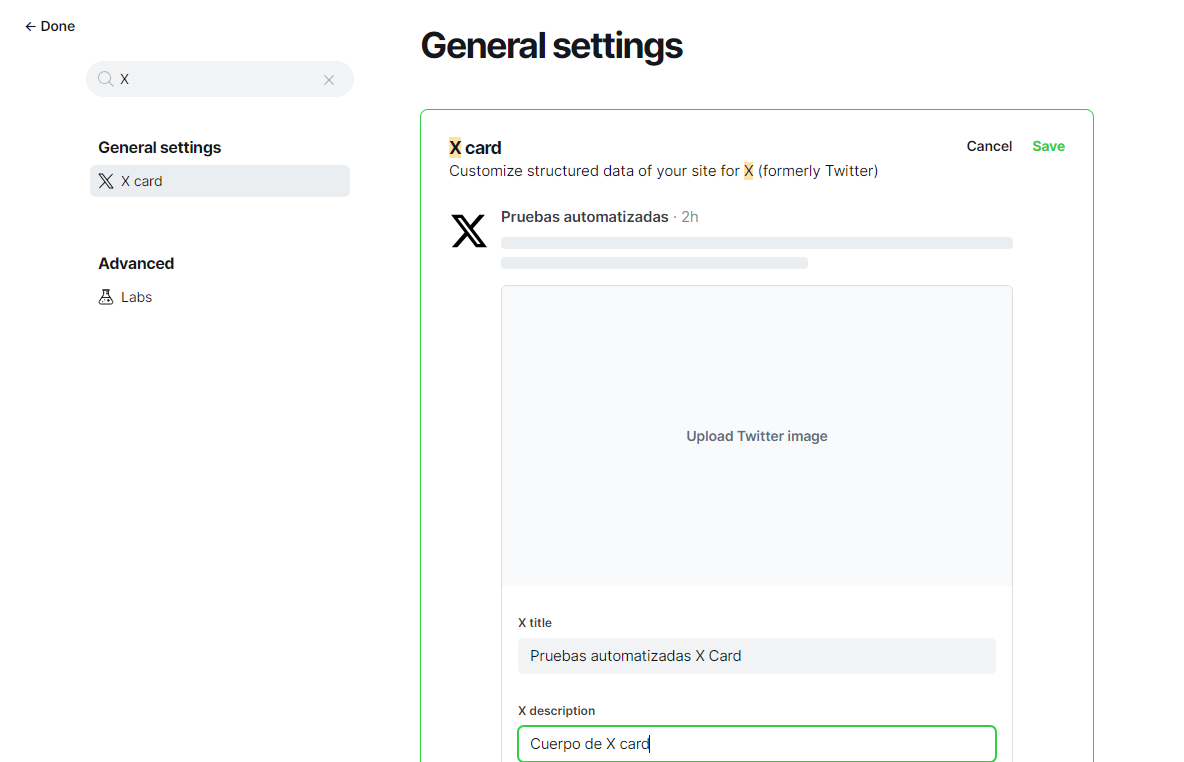 ← Done
X
General settings
X card
Advanced
Labs
General settings
X card
Cancel
Save
Customize structured data of your site for X (formerly Twitter)
Pruebas automatizadas · 2h
Upload Twitter image
X title
Pruebas automatizadas X Card
X description
Cuerpo de X card